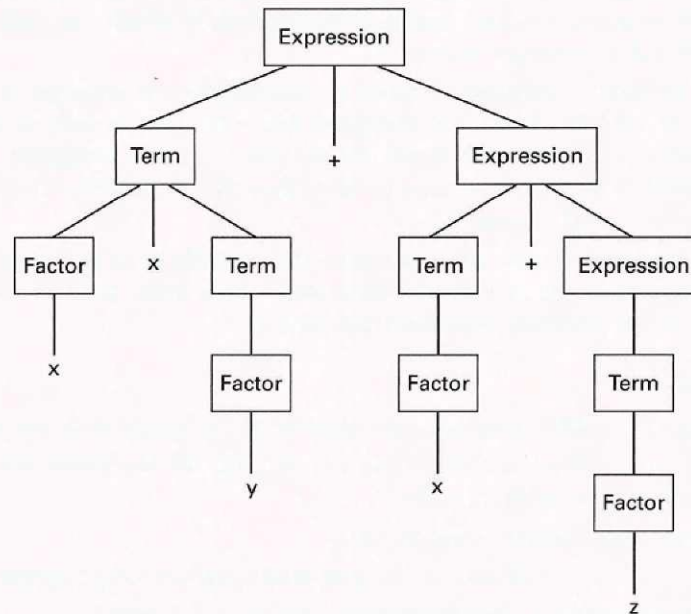 Expression
Term + Expression
Factor x Term Term + Expression
x Factor Factor Term
y x Factor
z